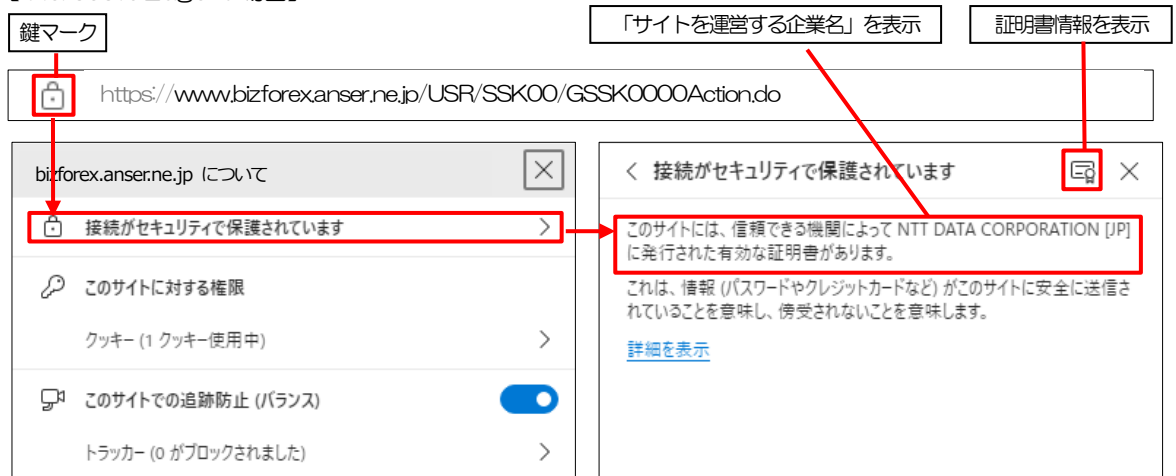 鍵マーク
「サイトを運営する企業名」を表示
証明書情報を表示
https://www.bizforex.anser.ne.jp/USR/SSK00/GSSK0000Action.do
bizforex.anser.ne.jp について
接続がセキュリティで保護されています
このサイトに対する権限
クッキー (1 クッキー使用中)
このサイトでの追跡防止 (バランス)
トラッカー (0 がブロックされました)
接続がセキュリティで保護されています
このサイトには、信頼できる機関によって NTT DATA CORPORATION [JP]
に発行された有効な証明書があります。
これは、情報 (パスワードやクレジットカードなど) がこのサイトに安全に送信さ
れていることを意味し、傍受されないことを意味します。
詳細を表示